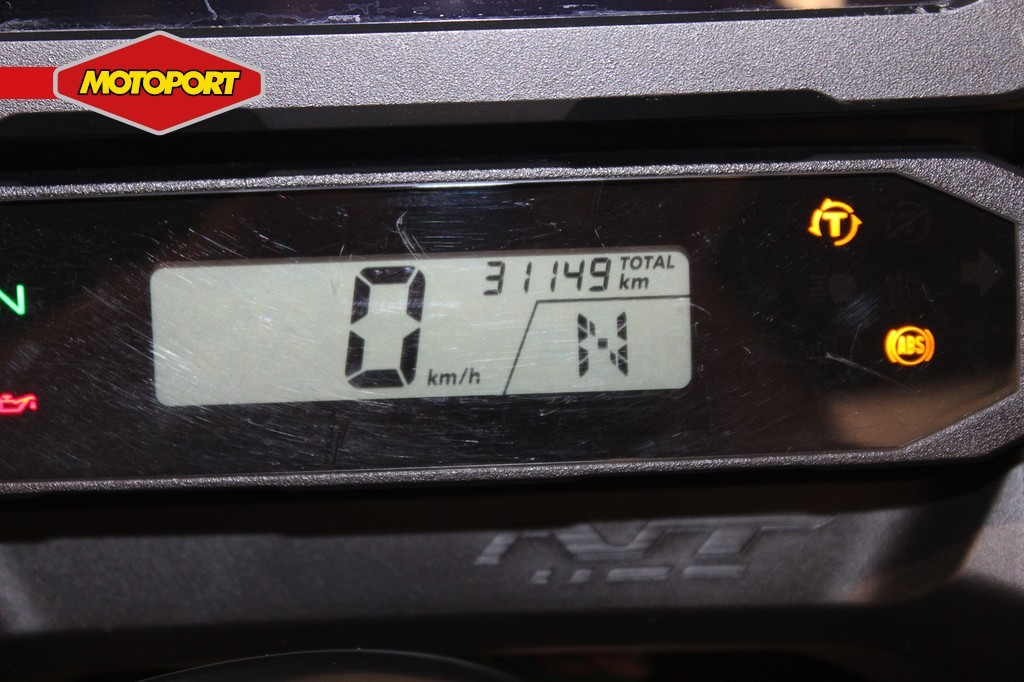 MOTOPORT
31149 TOTAL
km
0 km/h
N
N
T
ABS